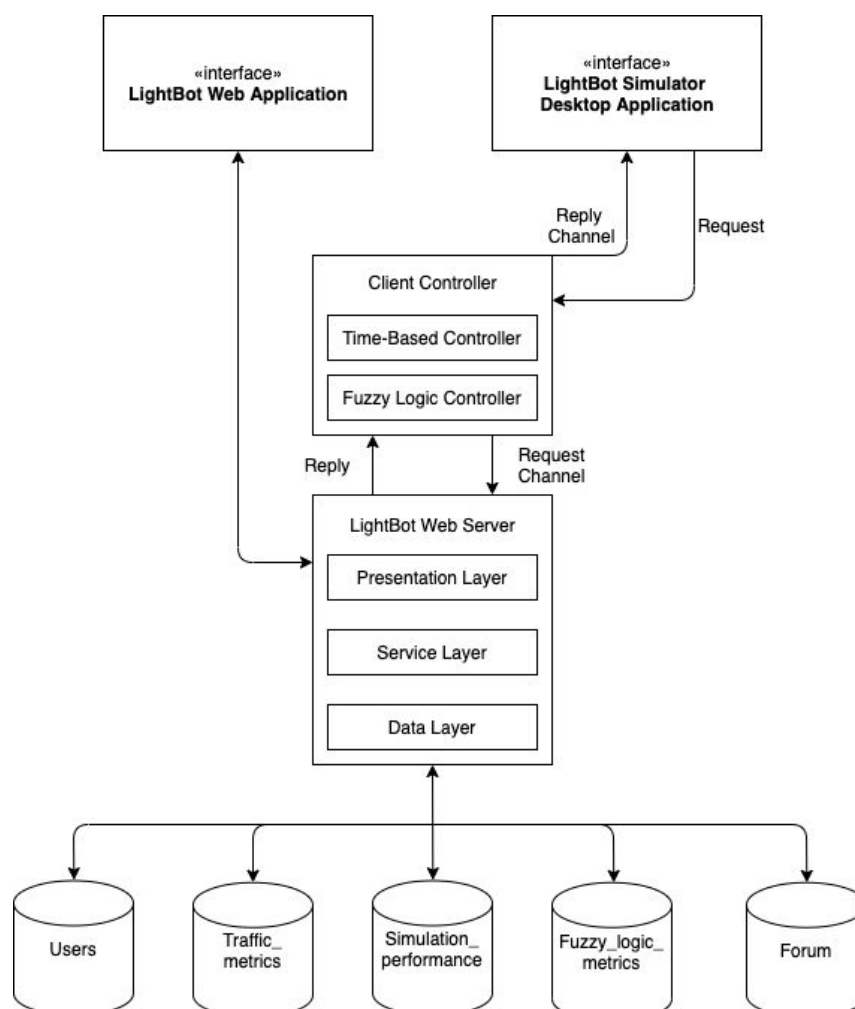 «interface»
LightBot Web Application
«interface»
LightBot Simulator
Desktop Application
Reply
Channel
Request
Client Controller
Time-Based Controller
Fuzzy Logic Controller
Reply
Request
Channel
LightBot Web Server
Presentation Layer
Service Layer
Data Layer
Users
Traffic_
metrics
Simulation_
performance
Fuzzy_logic_
metrics
Forum